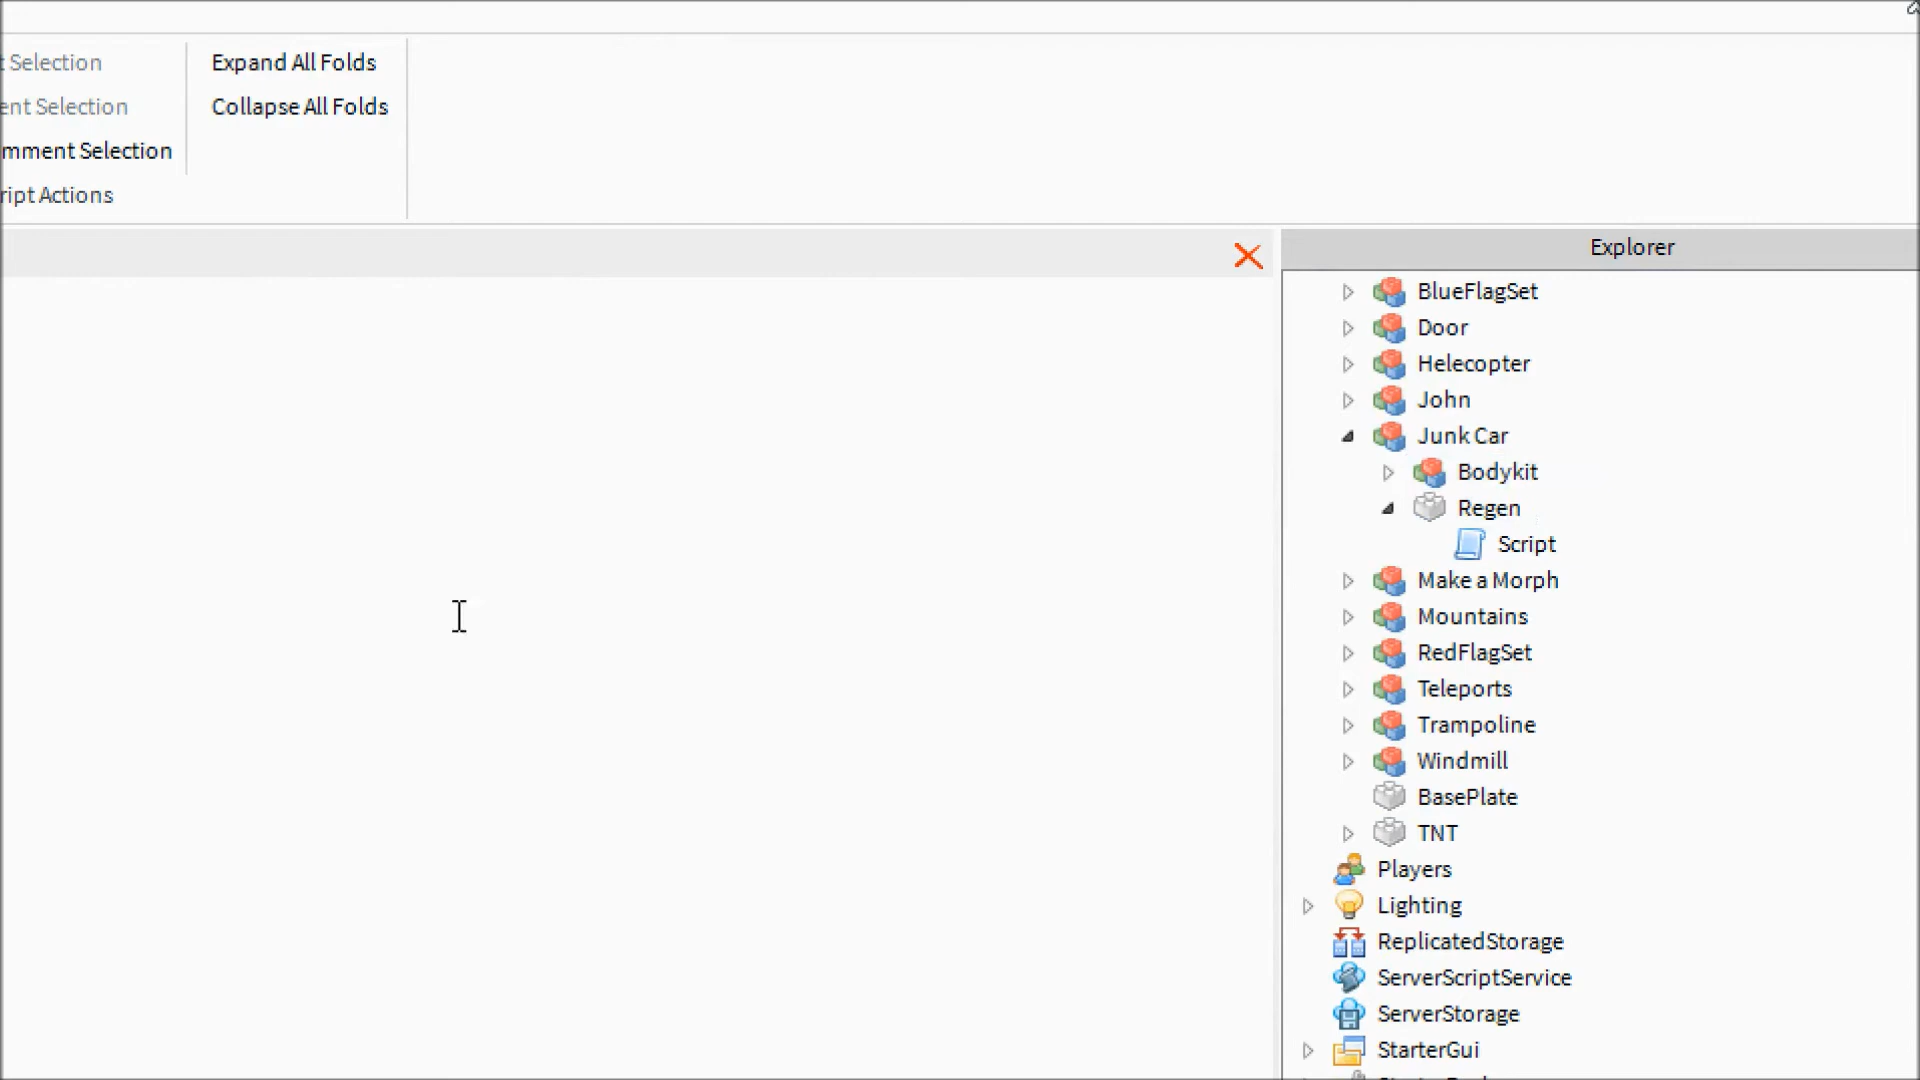 t Selection
ent Selection
mment Selection
ript Actions
Expand All Folds
Collapse All Folds
Explorer
BlueFlagSet
Door
Helecopter
John
Junk Car
Bodykit
Regen
Script
Make a Morph
Mountains
RedFlagSet
Teleports
Trampoline
Windmill
BasePlate
TNT
Players
Lighting
ReplicatedStorage
ServerScriptService
ServerStorage
StarterGui